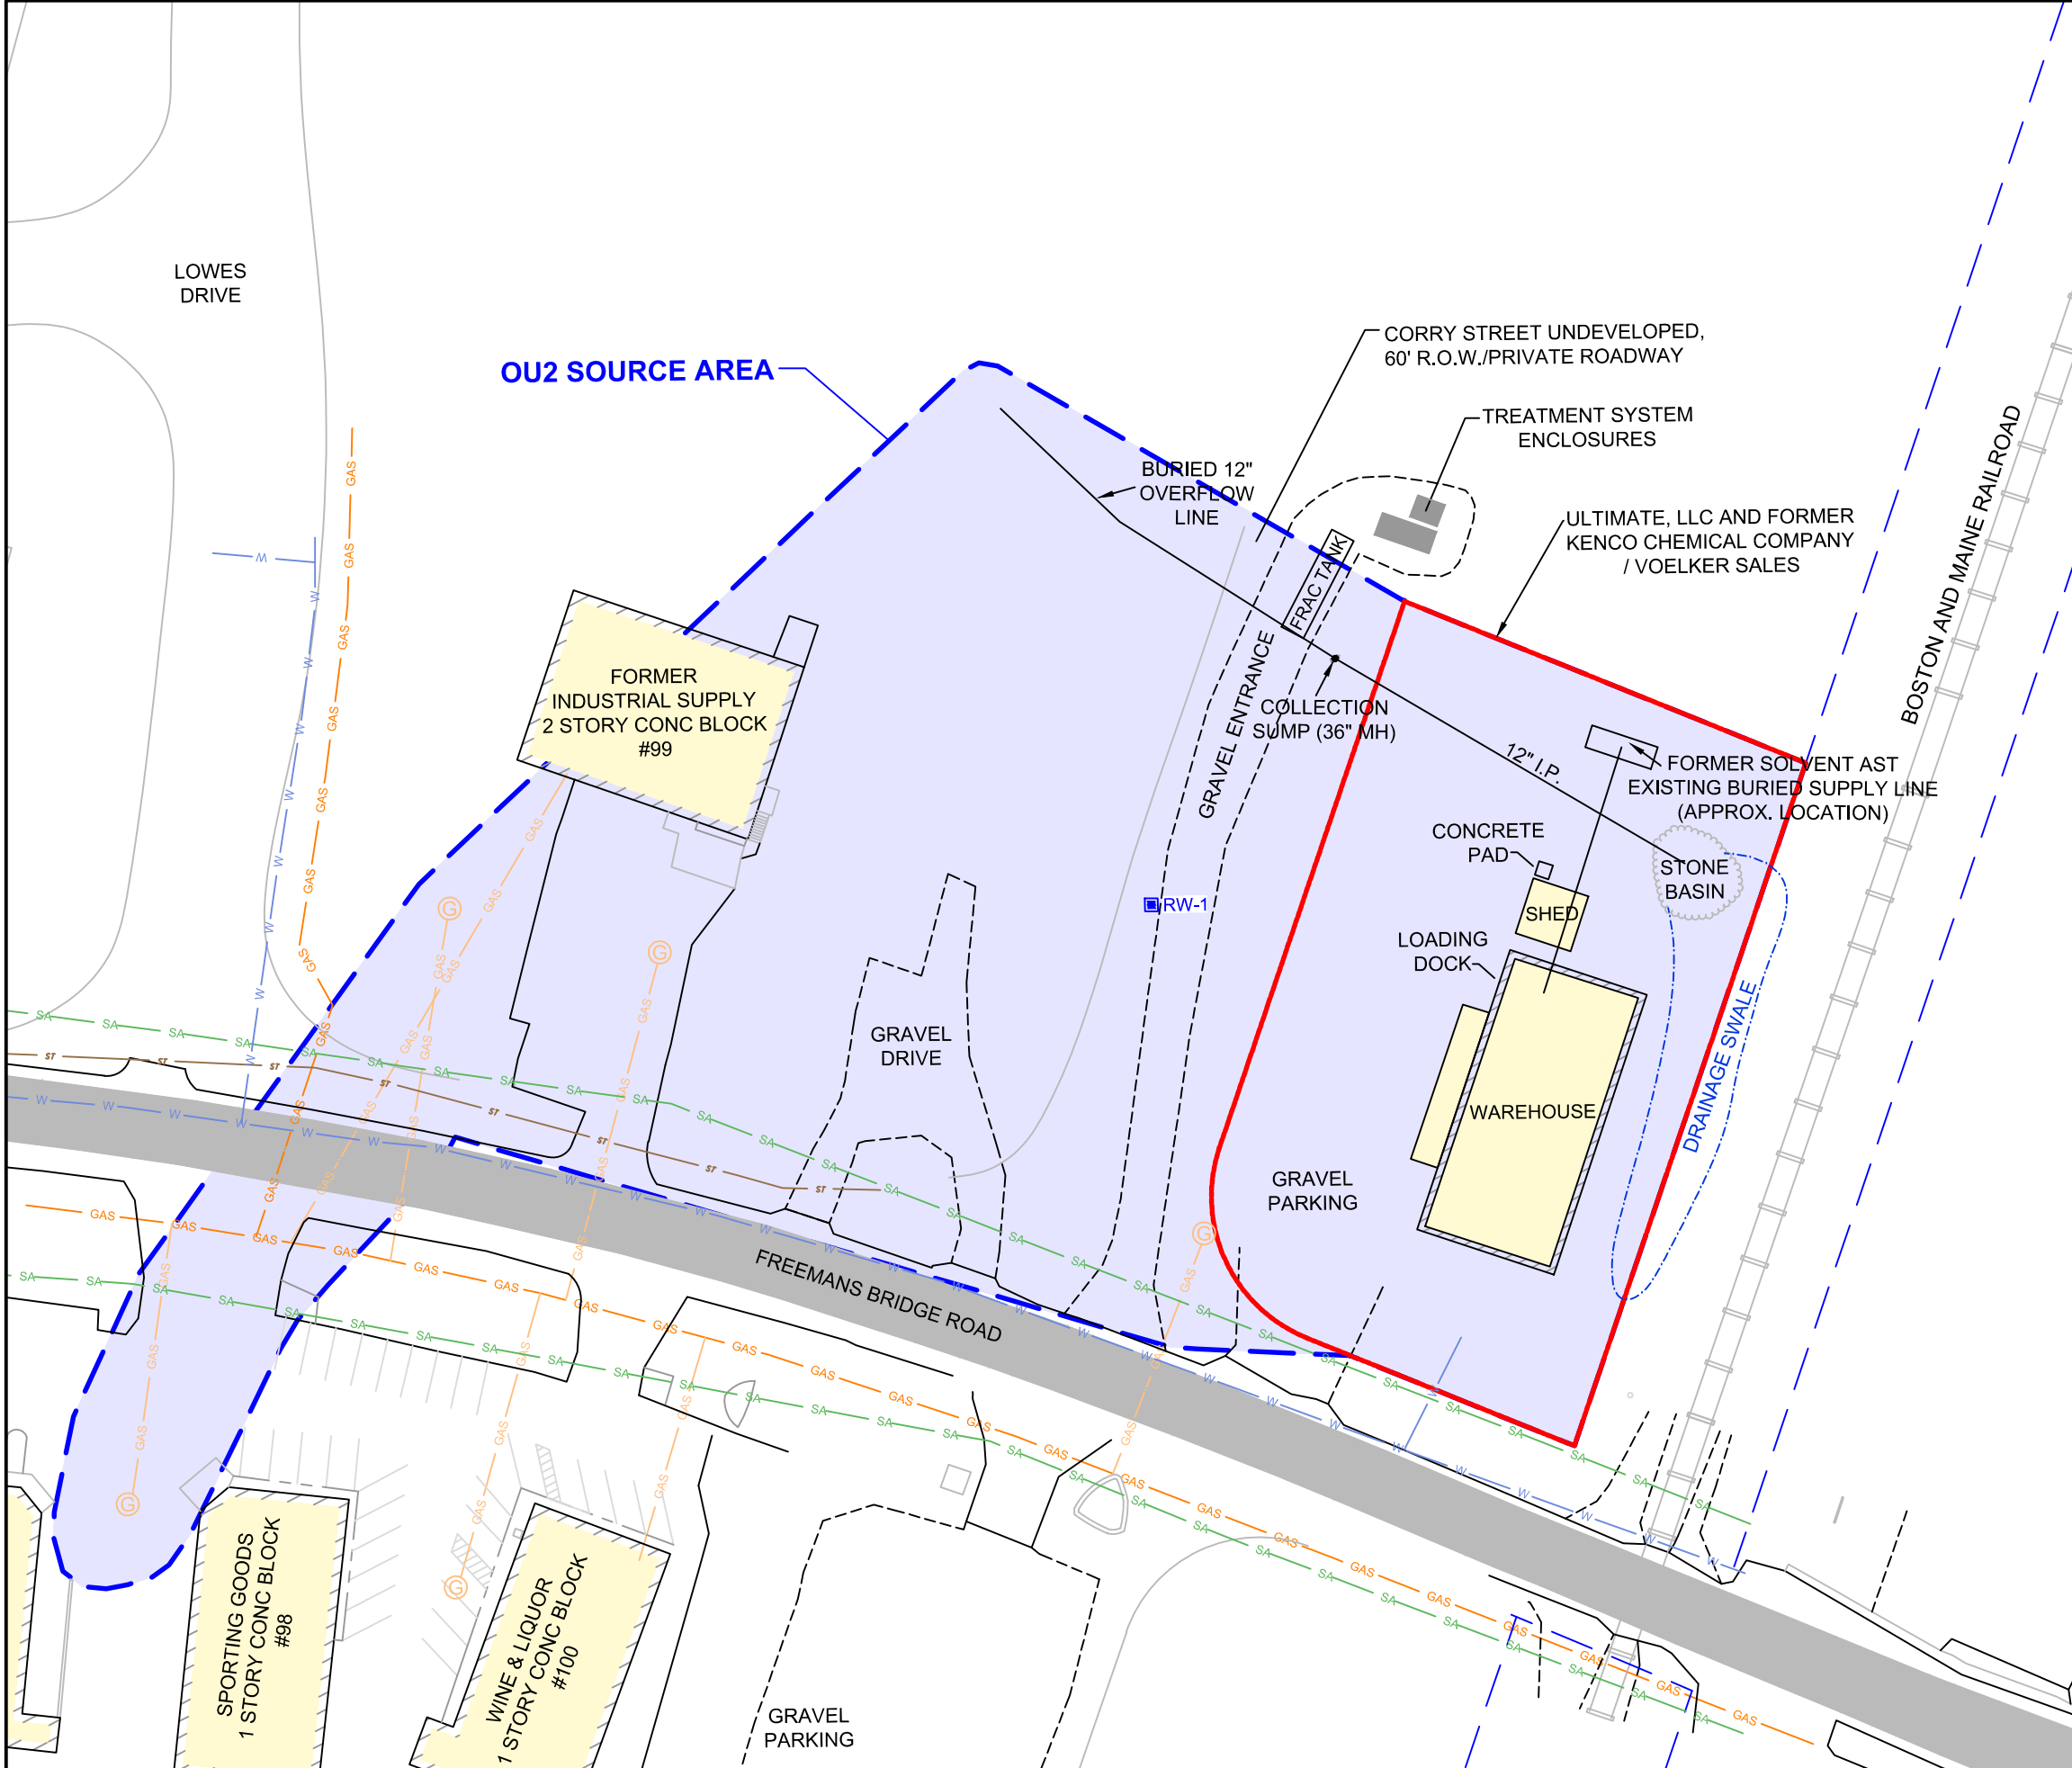 LOWES
DRIVE
OU2 SOURCE AREA
CORRY STREET UNDEVELOPED,
60' R.O.W./PRIVATE ROADWAY
TREATMENT SYSTEM
ENCLOSURES
BURIED 12"
OVERFLOW
LINE
ULTIMATE, LLC AND FORMER
KENCO CHEMICAL COMPANY
/ VOELKER SALES
BOSTON AND MAINE RAILROAD
FRAC TANK
GRAVEL ENTRANCE
COLLECTION
SUMP (36" MH)
FORMER
INDUSTRIAL SUPPLY
2 STORY CONC BLOCK
#99
12" I.P.
FORMER SOLVENT AST
EXISTING BURIED SUPPLY LINE
(APPROX. LOCATION)
CONCRETE
PAD
STONE
BASIN
SHED
RW-1
LOADING
DOCK
GRAVEL
DRIVE
DRAINAGE SWALE
WAREHOUSE
GRAVEL
PARKING
FREEMANS BRIDGE ROAD
SPORTING GOODS
1 STORY CONC BLOCK
#98
WINE & LIQUOR
1 STORY CONC BLOCK
#100
GRAVEL
PARKING
GAS
W
SA
ST
G